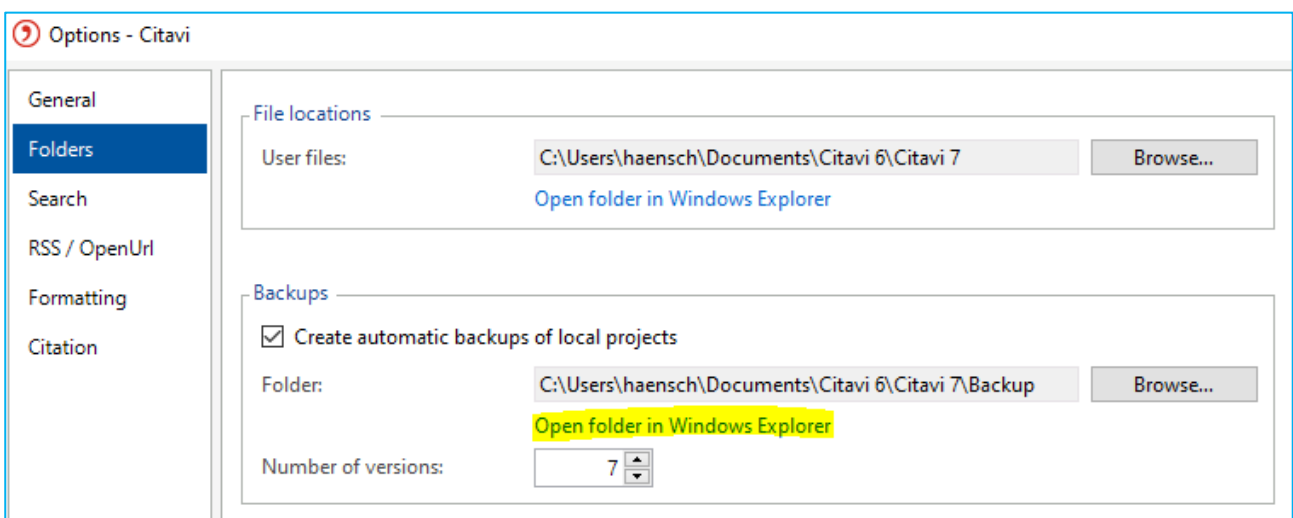 Options - Citavi
General
Folders
Search
RSS / OpenUrl
Formatting
Citation
File locations
User files: C:\Users\haensch\Documents\Citavi 6\Citavi 7 Browse...
Open folder in Windows Explorer
Backups
Create automatic backups of local projects
Folder: C:\Users\haensch\Documents\Citavi 6\Citavi 7\Backup Browse...
Open folder in Windows Explorer
Number of versions: 7